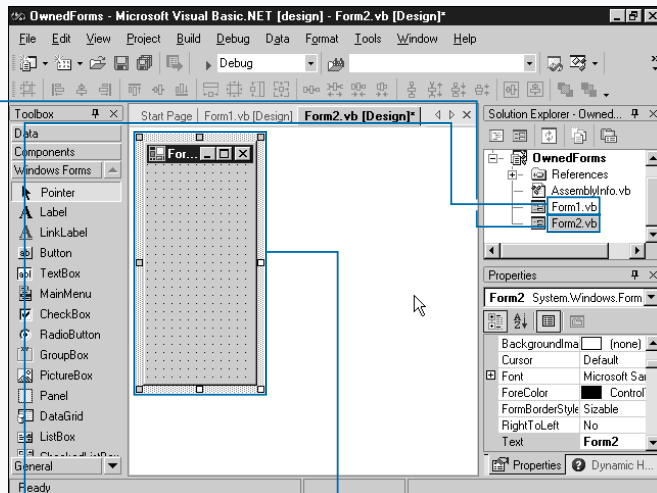 OwnedForms - Microsoft Visual Basic.NET [design] - Form2.vb [Design]*
File Edit View Project Build Debug Data Format Tools Window Help
Debug
Toolbox
Start Page Form1.vb [Design] Form2.vb [Design]*
Solution Explorer - Owned...
Data
Components
Windows Forms
Pointer
Label
LinkLabel
Button
TextBox
MainMenu
CheckBox
RadioButton
GroupBox
PictureBox
Panel
DataGrid
ListBox
CheckedListBox
General
For...
OwnedForms
References
AssemblyInfo.vb
Form1.vb
Form2.vb
Properties
Form2 System.Windows.Form
BackgroundIma (none)
Cursor Default
Font Microsoft Sa
ForeColor Control
FormBorderStyle Sizable
RightToLeft No
Text Form2
Properties Dynamic H...
Ready